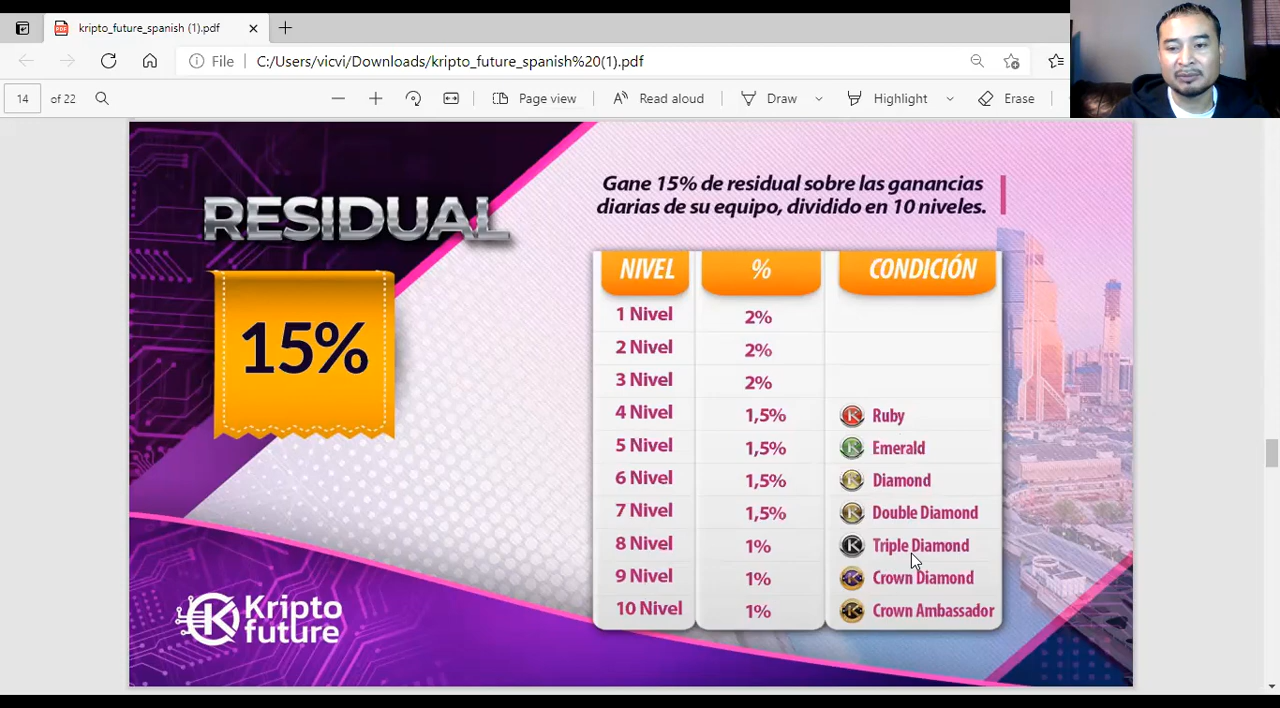 kripto_future_spanish (1).pdf
File
C:/Users/vicvi/Downloads/kripto_future_spanish%20(1).pdf
14 of 22
Page view
Read aloud
Draw
Highlight
Erase
RESIDUAL
15%
Gane 15% de residual sobre las ganancias
diarias de su equipo, dividido en 10 niveles.
NIVEL % CONDICIÓN
1 Nivel 2%
2 Nivel 2%
3 Nivel 2%
4 Nivel 1,5% Ruby
5 Nivel 1,5% Emerald
6 Nivel 1,5% Diamond
7 Nivel 1,5% Double Diamond
8 Nivel 1% Triple Diamond
9 Nivel 1% Crown Diamond
10 Nivel 1% Crown Ambassador
Kripto
future